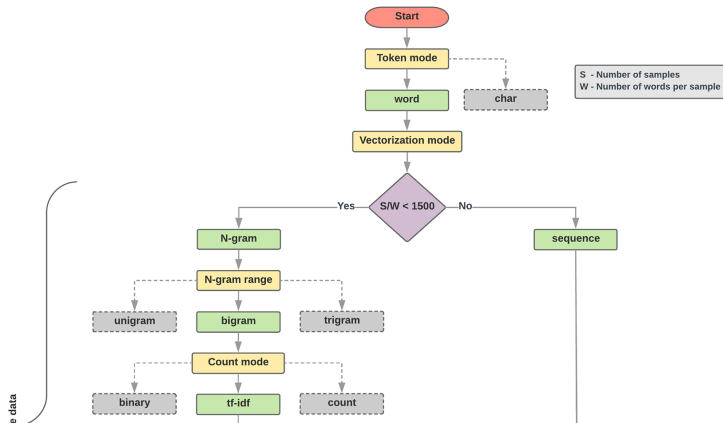 Start
Token mode
word
char
S - Number of samples
W - Number of words per sample
Vectorization mode
S/W < 1500
Yes
No
N-gram
sequence
N-gram range
unigram
bigram
trigram
Count mode
binary
tf-idf
count
data